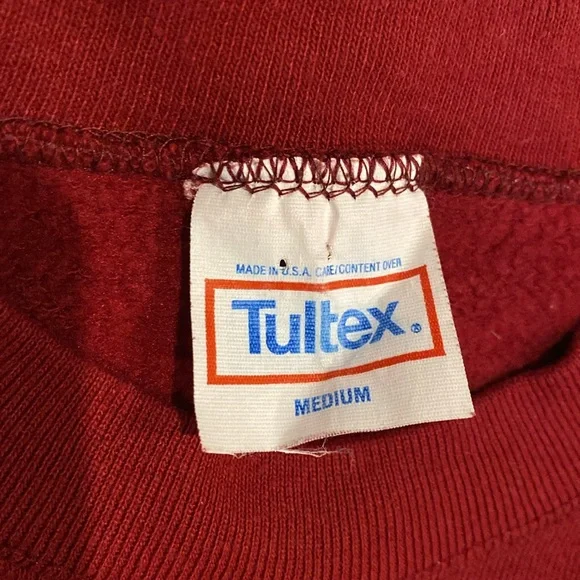 MADE IN U.S.A. CARE/CONTENT OVER
Tultex®
MEDIUM